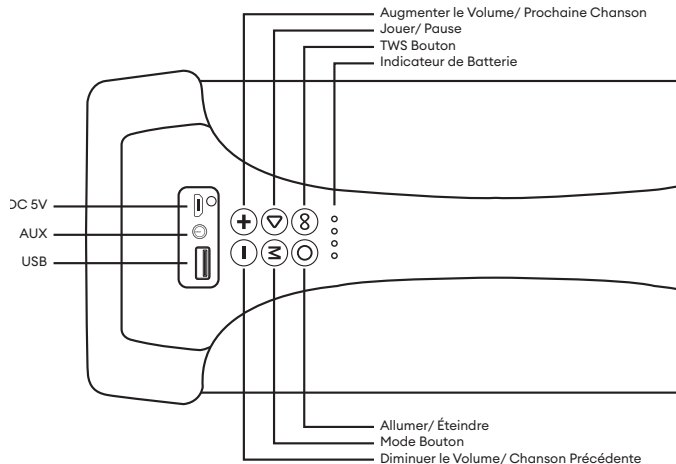 Augmenter le Volume/ Prochaine Chanson
Jouer/ Pause
TWS Bouton
Indicateur de Batterie
DC 5V
AUX
USB
M
Allumer/ Éteindre
Mode Bouton
Diminuer le Volume/ Chanson Précédente